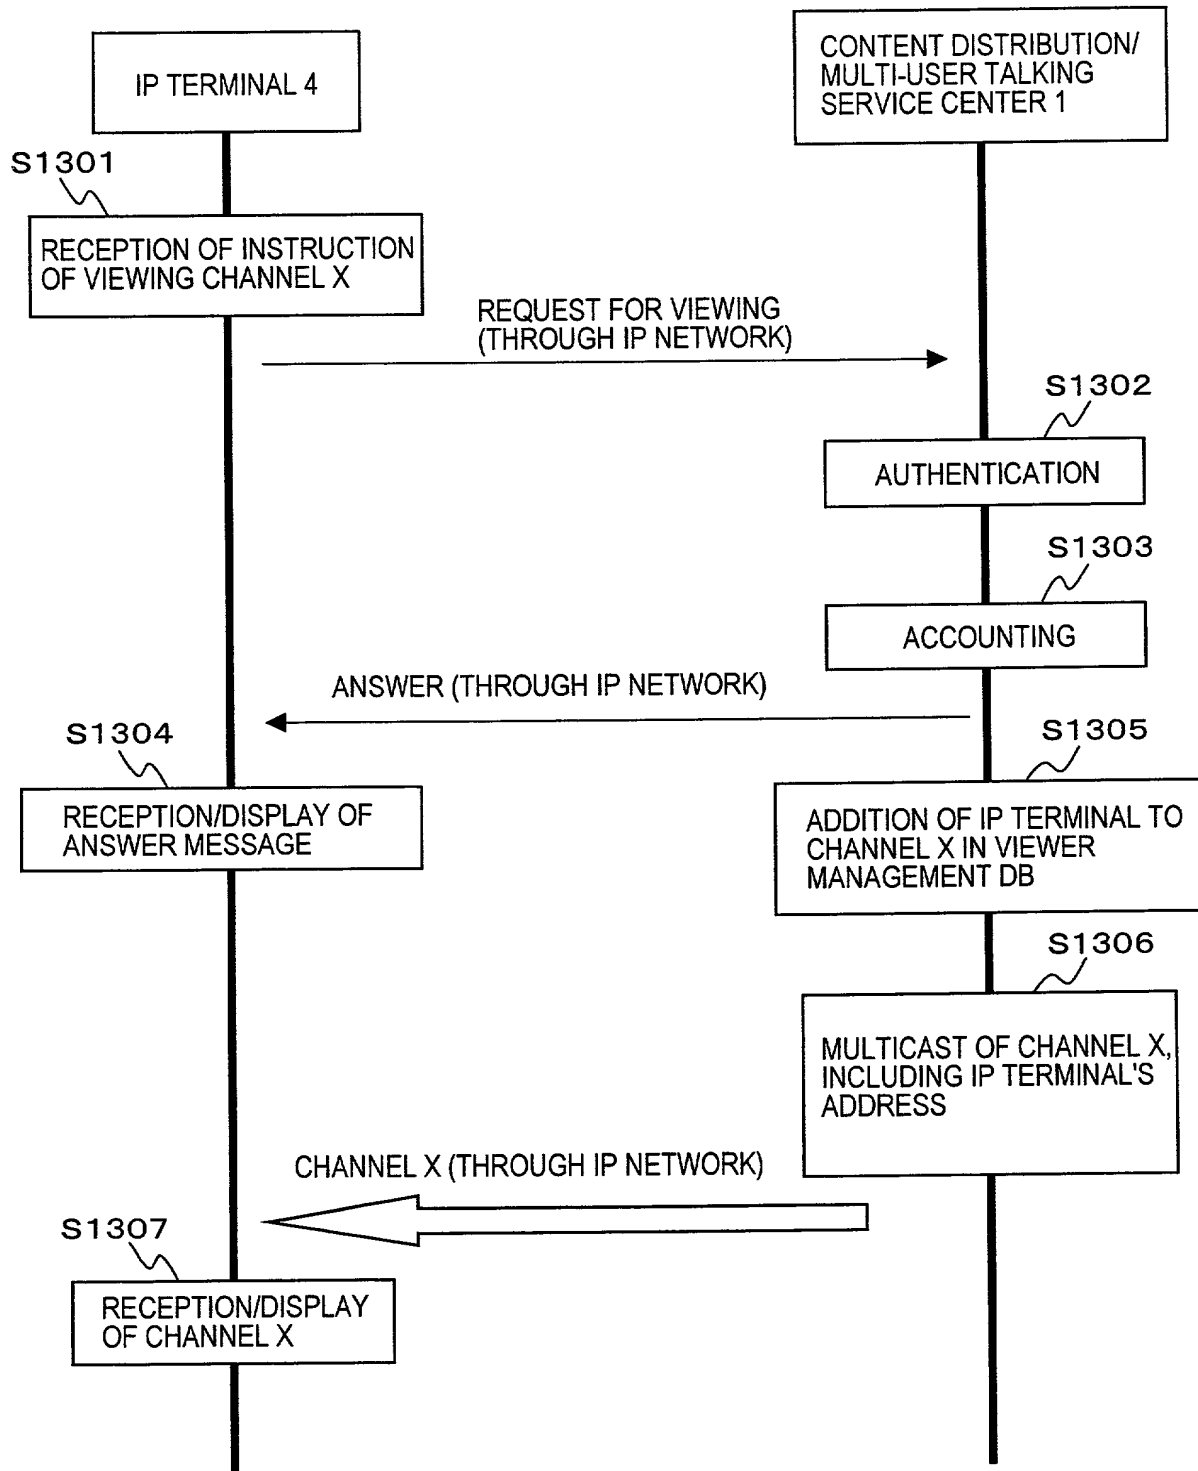 IP TERMINAL 4
CONTENT DISTRIBUTION/
MULTI-USER TALKING
SERVICE CENTER 1
S1301
RECEPTION OF INSTRUCTION
OF VIEWING CHANNEL X
REQUEST FOR VIEWING
(THROUGH IP NETWORK)
S1302
AUTHENTICATION
S1303
ACCOUNTING
ANSWER (THROUGH IP NETWORK)
S1304
RECEPTION/DISPLAY OF
ANSWER MESSAGE
S1305
ADDITION OF IP TERMINAL TO
CHANNEL X IN VIEWER
MANAGEMENT DB
S1306
MULTICAST OF CHANNEL X,
INCLUDING IP TERMINAL'S
ADDRESS
CHANNEL X (THROUGH IP NETWORK)
S1307
RECEPTION/DISPLAY
OF CHANNEL X